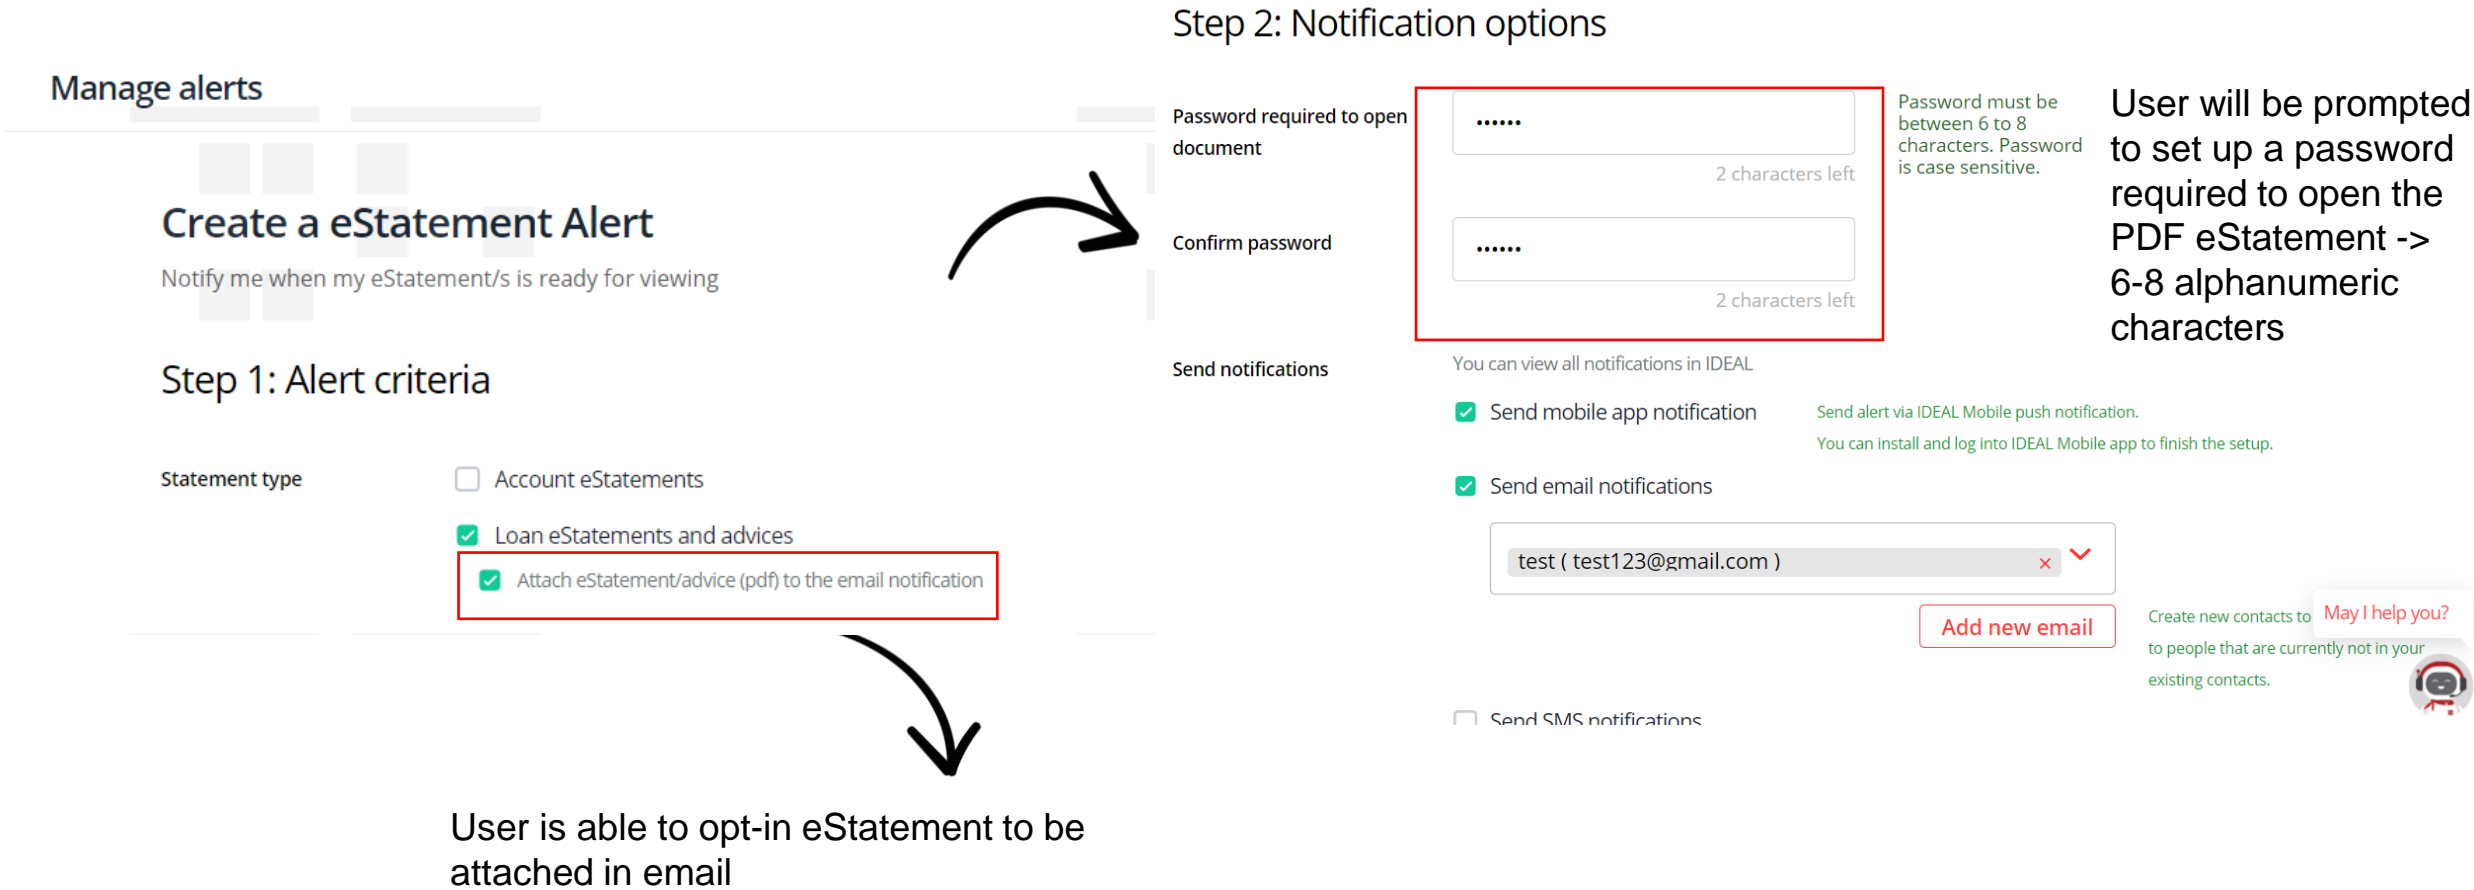 Manage alerts
Create a eStatement Alert
Notify me when my eStatement/s is ready for viewing
Step 1: Alert criteria
Statement type
Account eStatements
Loan eStatements and advices
Attach eStatement/advice (pdf) to the email notification
User is able to opt-in eStatement to be
attached in email
Step 2: Notification options
Password required to open
document
••••••
2 characters left
Password must be
between 6 to 8
characters. Password
is case sensitive.
Confirm password
••••••
2 characters left
User will be prompted
to set up a password
required to open the
PDF eStatement ->
6-8 alphanumeric
characters
Send notifications
You can view all notifications in IDEAL
Send mobile app notification
Send alert via IDEAL Mobile push notification.
You can install and log into IDEAL Mobile app to finish the setup.
Send email notifications
test ( test123@gmail.com )
Add new email
Create new contacts to
to people that are currently not in your
existing contacts.
May I help you?
Send SMS notifications